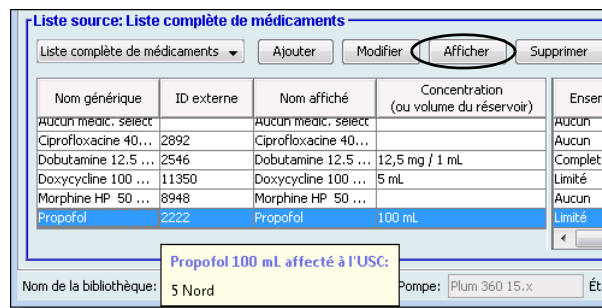 Liste source: Liste complète de médicaments
Liste complète de médicaments Ajouter Modifier Afficher Supprimer
Nom générique ID externe Nom affiché Concentration (ou volume du réservoir) Enser
Aucun médic. sélect Aucun médic. sélect Aucun
Ciprofloxacine 40... 2892 Ciprofloxacine 40... Aucun
Dobutamine 12.5 ... 2546 Dobutamine 12.5 ... 12,5 mg / 1 mL Complet
Doxycycline 100 ... 11350 Doxycycline 100 ... 5 mL Limité
Morphine HP 50 ... 8948 Morphine HP 50 ... Aucun
Propofol 2222 Propofol 100 mL Limité
Propofol 100 mL affecté à l'USC:
5 Nord
Nom de la bibliothèque: Pompe: Plum 360 15.x Ét